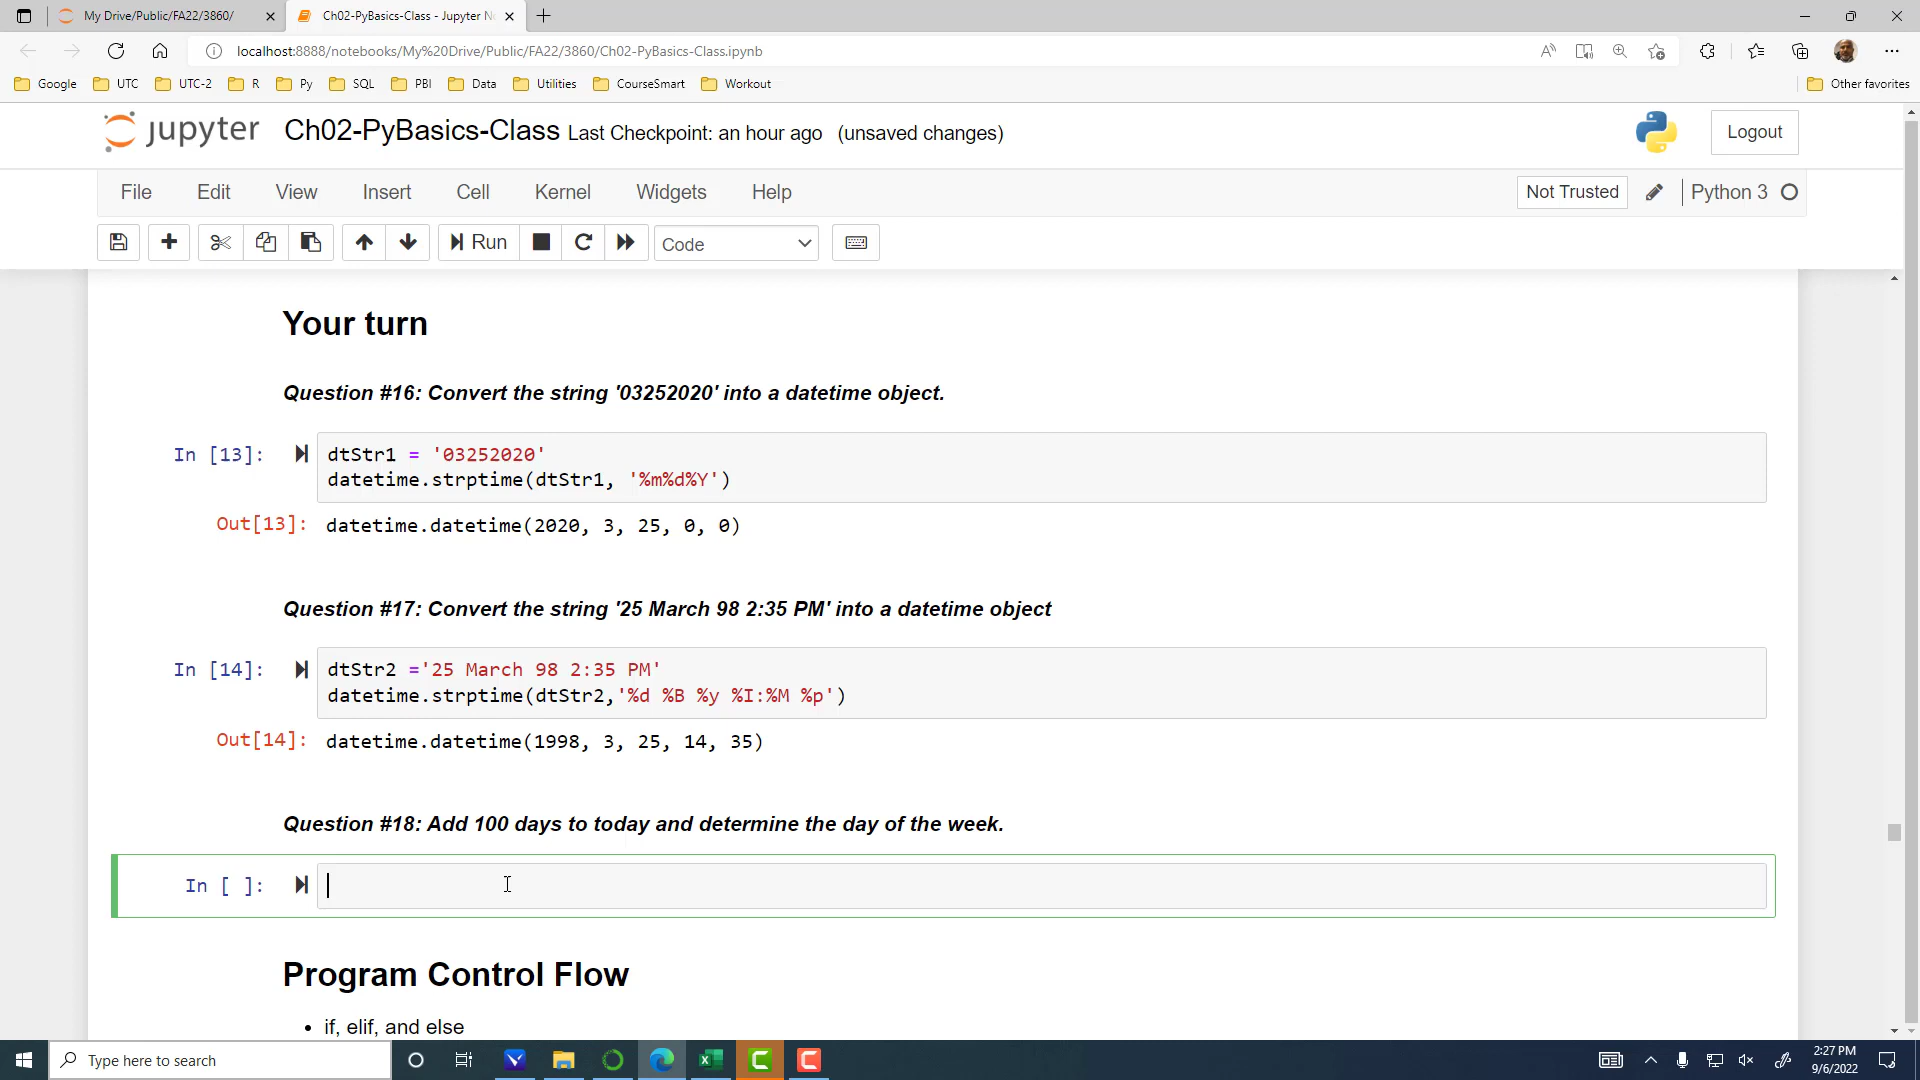 My Drive/Public/FA22/3860/
Ch02-PyBasics-Class - Jupyter No
localhost:8888/notebooks/My%20Drive/Public/FA22/3860/Ch02-PyBasics-Class.ipynb
Google UTC UTC-2 R Py SQL PBI Data Utilities CourseSmart Workout Other favorites
jupyter Ch02-PyBasics-Class Last Checkpoint: an hour ago (unsaved changes) Logout
File Edit View Insert Cell Kernel Widgets Help Not Trusted Python 3
Run Code
Your turn
Question #16: Convert the string '03252020' into a datetime object.
In [13]: dtStr1 = '03252020'
datetime.strptime(dtStr1, '%m%d%Y')
Out[13]: datetime.datetime(2020, 3, 25, 0, 0)
Question #17: Convert the string '25 March 98 2:35 PM' into a datetime object
In [14]: dtStr2 ='25 March 98 2:35 PM'
datetime.strptime(dtStr2,'%d %B %y %I:%M %p')
Out[14]: datetime.datetime(1998, 3, 25, 14, 35)
Question #18: Add 100 days to today and determine the day of the week.
In [ ]:
Program Control Flow
• if, elif, and else
Type here to search
2:27 PM
9/6/2022